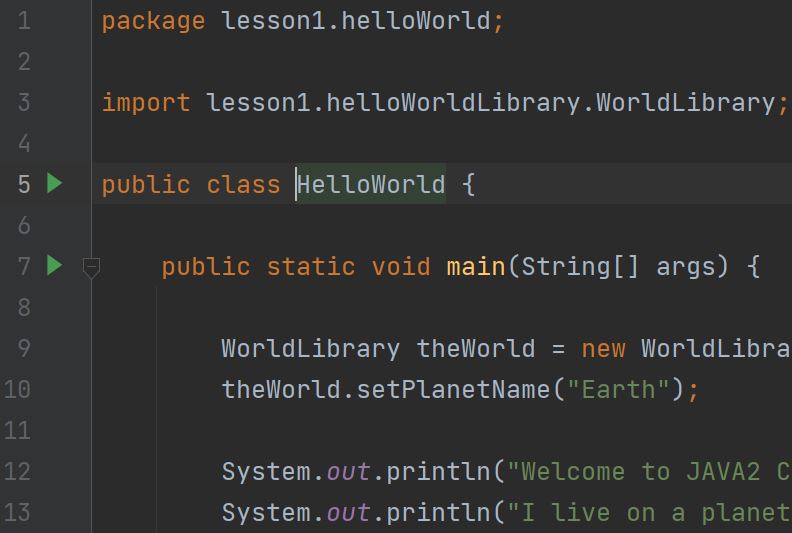 1 package lesson1.helloWorld;
2
3 import lesson1.helloWorldLibrary.WorldLibrary;
4
5 public class HelloWorld {
6
7 public static void main(String[] args) {
8
9 WorldLibrary theWorld = new WorldLibra
10 theWorld.setPlanetName("Earth");
11
12 System.out.println("Welcome to JAVA2 C
13 System.out.println("I live on a planet